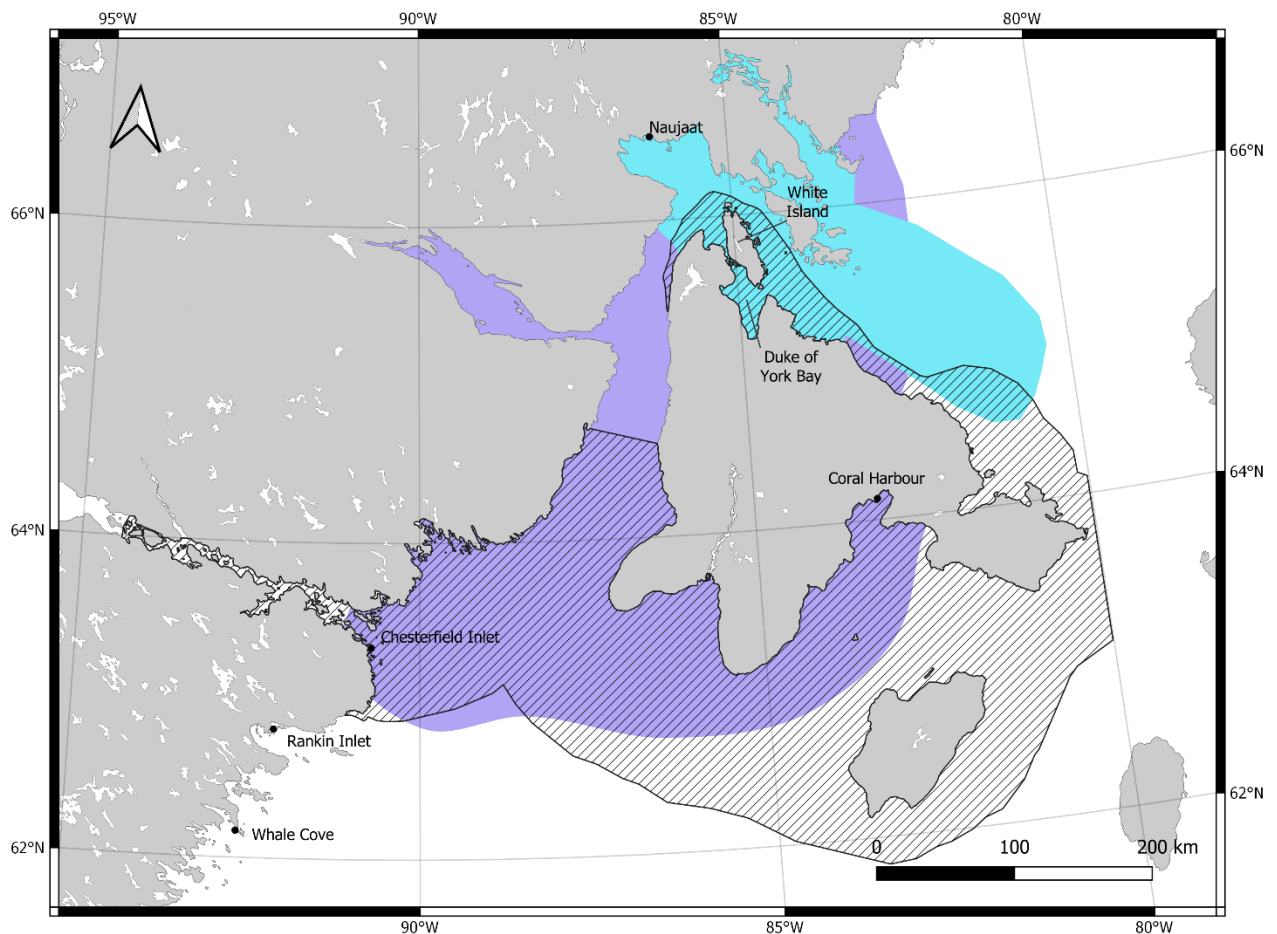 95°W 90°W 85°W 80°W
Naujaat
66°N
White
Island
66°N
Duke of
York Bay
64°N
Coral Harbour
64°N
Chesterfield Inlet
Rankin Inlet
62°N
Whale Cove
62°N
0 100 200 km
90°W 85°W 80°W